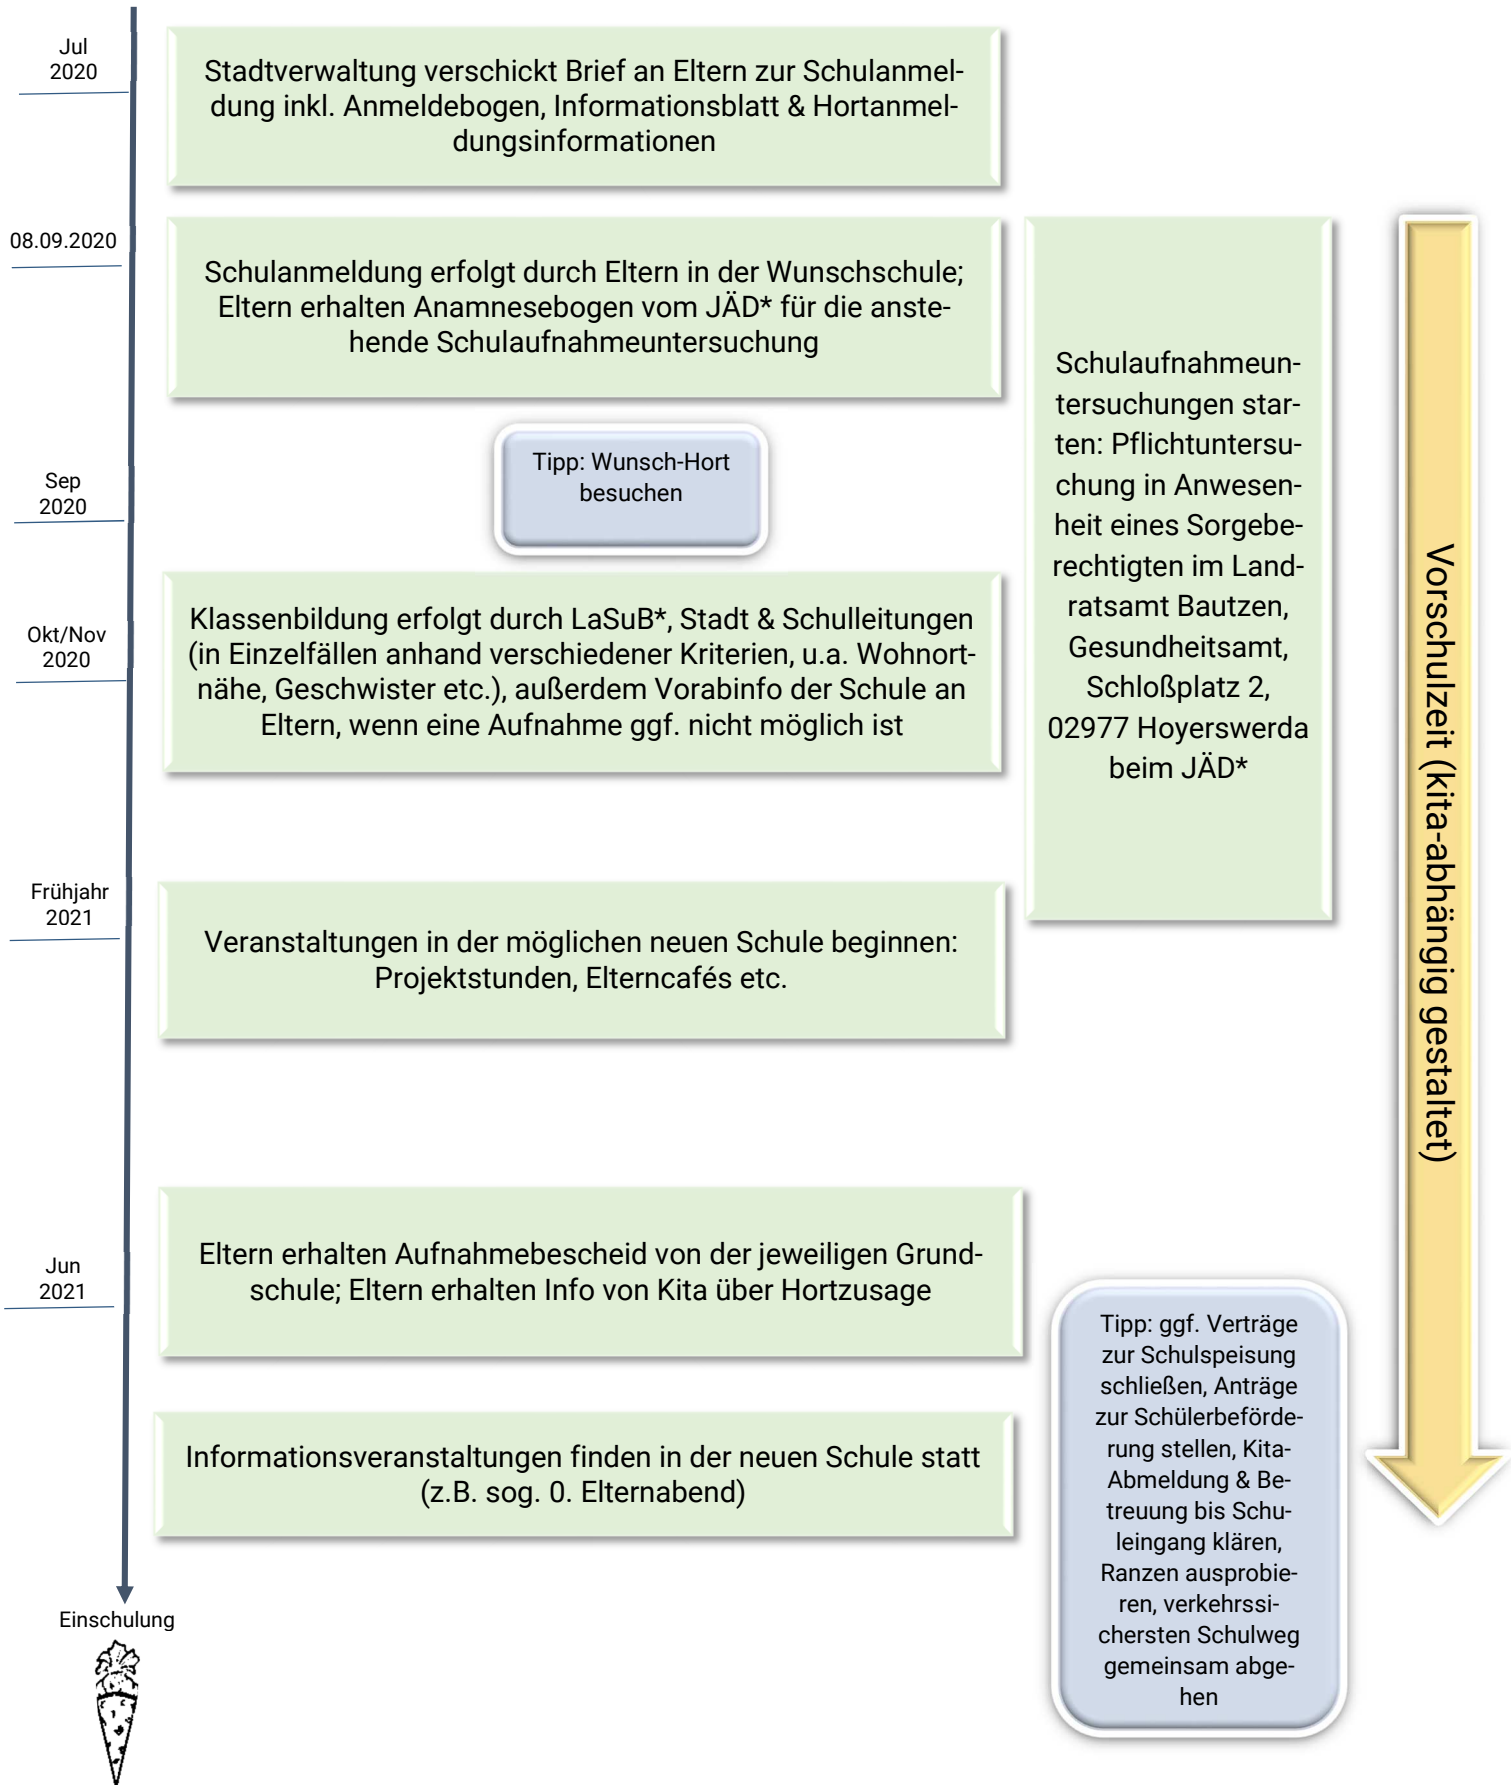 Jul
2020
Stadtverwaltung verschickt Brief an Eltern zur Schulanmel-
dung inkl. Anmeldebogen, Informationsblatt & Hortanmel-
dungsinformationen
08.09.2020
Schulanmeldung erfolgt durch Eltern in der Wunschschule;
Eltern erhalten Anamnesebogen vom JÄD* für die anste-
hende Schulaufnahmeuntersuchung
Schulaufnahmeun-
tersuchungen star-
ten: Pflichtuntersu-
chung in Anwesen-
heit eines Sorgebe-
rechtigten im Land-
ratsamt Bautzen,
Gesundheitsamt,
Schloßplatz 2,
02977 Hoyerswerda
beim JÄD*
Vorschulzeit (kita-abhängig gestaltet)
Sep
2020
Tipp: Wunsch-Hort
besuchen
Okt/Nov
2020
Klassenbildung erfolgt durch LaSuB*, Stadt & Schulleitungen
(in Einzelfällen anhand verschiedener Kriterien, u.a. Wohnort-
nähe, Geschwister etc.), außerdem Vorabinfo der Schule an
Eltern, wenn eine Aufnahme ggf. nicht möglich ist
Frühjahr
2021
Veranstaltungen in der möglichen neuen Schule beginnen:
Projektstunden, Elterncafés etc.
Jun
2021
Eltern erhalten Aufnahmebescheid von der jeweiligen Grund-
schule; Eltern erhalten Info von Kita über Hortzusage
Informationsveranstaltungen finden in der neuen Schule statt
(z.B. sog. 0. Elternabend)
Tipp: ggf. Verträge
zur Schulspeisung
schließen, Anträge
zur Schülerbeförde-
rung stellen, Kita-
Abmeldung & Be-
treuung bis Schu-
leingang klären,
Ranzen ausprobie-
ren, verkehrssi-
chersten Schulweg
gemeinsam abge-
hen
Einschulung